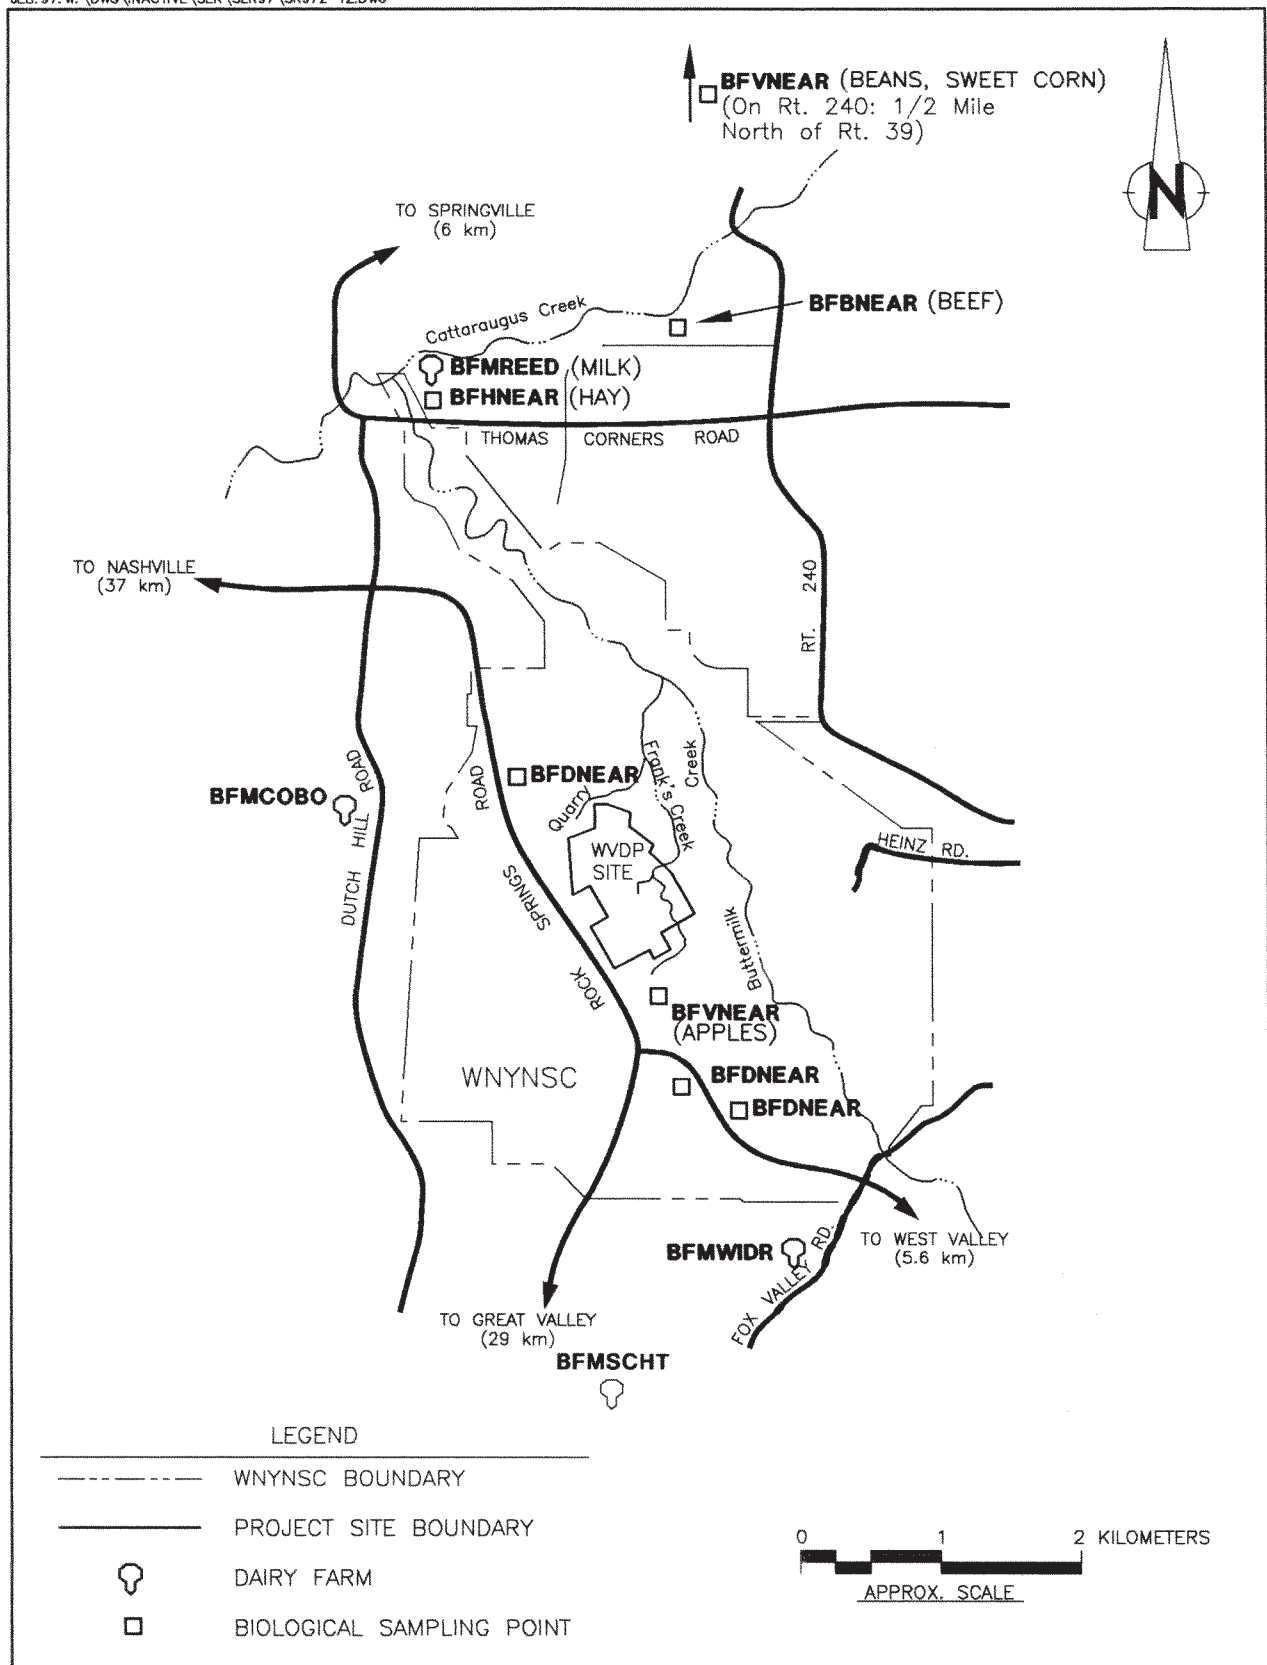 BFVNEAR (BEANS, SWEET CORN)
(On Rt. 240: 1/2 Mile
North of Rt. 39)
N
TO SPRINGVILLE
(6 km)
Cattaraugus Creek
BFBNEAR (BEEF)
BFMREED (MILK)
BFHNEAR (HAY)
THOMAS CORNERS ROAD
TO NASHVILLE
(37 km)
RT. 240
BFDNEAR
BFMCOBO
DUTCH HILL ROAD
ROCK SPRINGS ROAD
Quarry
Frank's Creek
Buttermilk Creek
WVDP
SITE
HEINZ RD.
BFVNEAR
(APPLES)
WNYNSC
BFDNEAR
BFDNEAR
BFMWIDR
FOX VALLEY RD.
TO WEST VALLEY
(5.6 km)
TO GREAT VALLEY
(29 km)
BFMSCHT
LEGEND
WNYNSC BOUNDARY
PROJECT SITE BOUNDARY
DAIRY FARM
BIOLOGICAL SAMPLING POINT
0 1 2 KILOMETERS
APPROX. SCALE